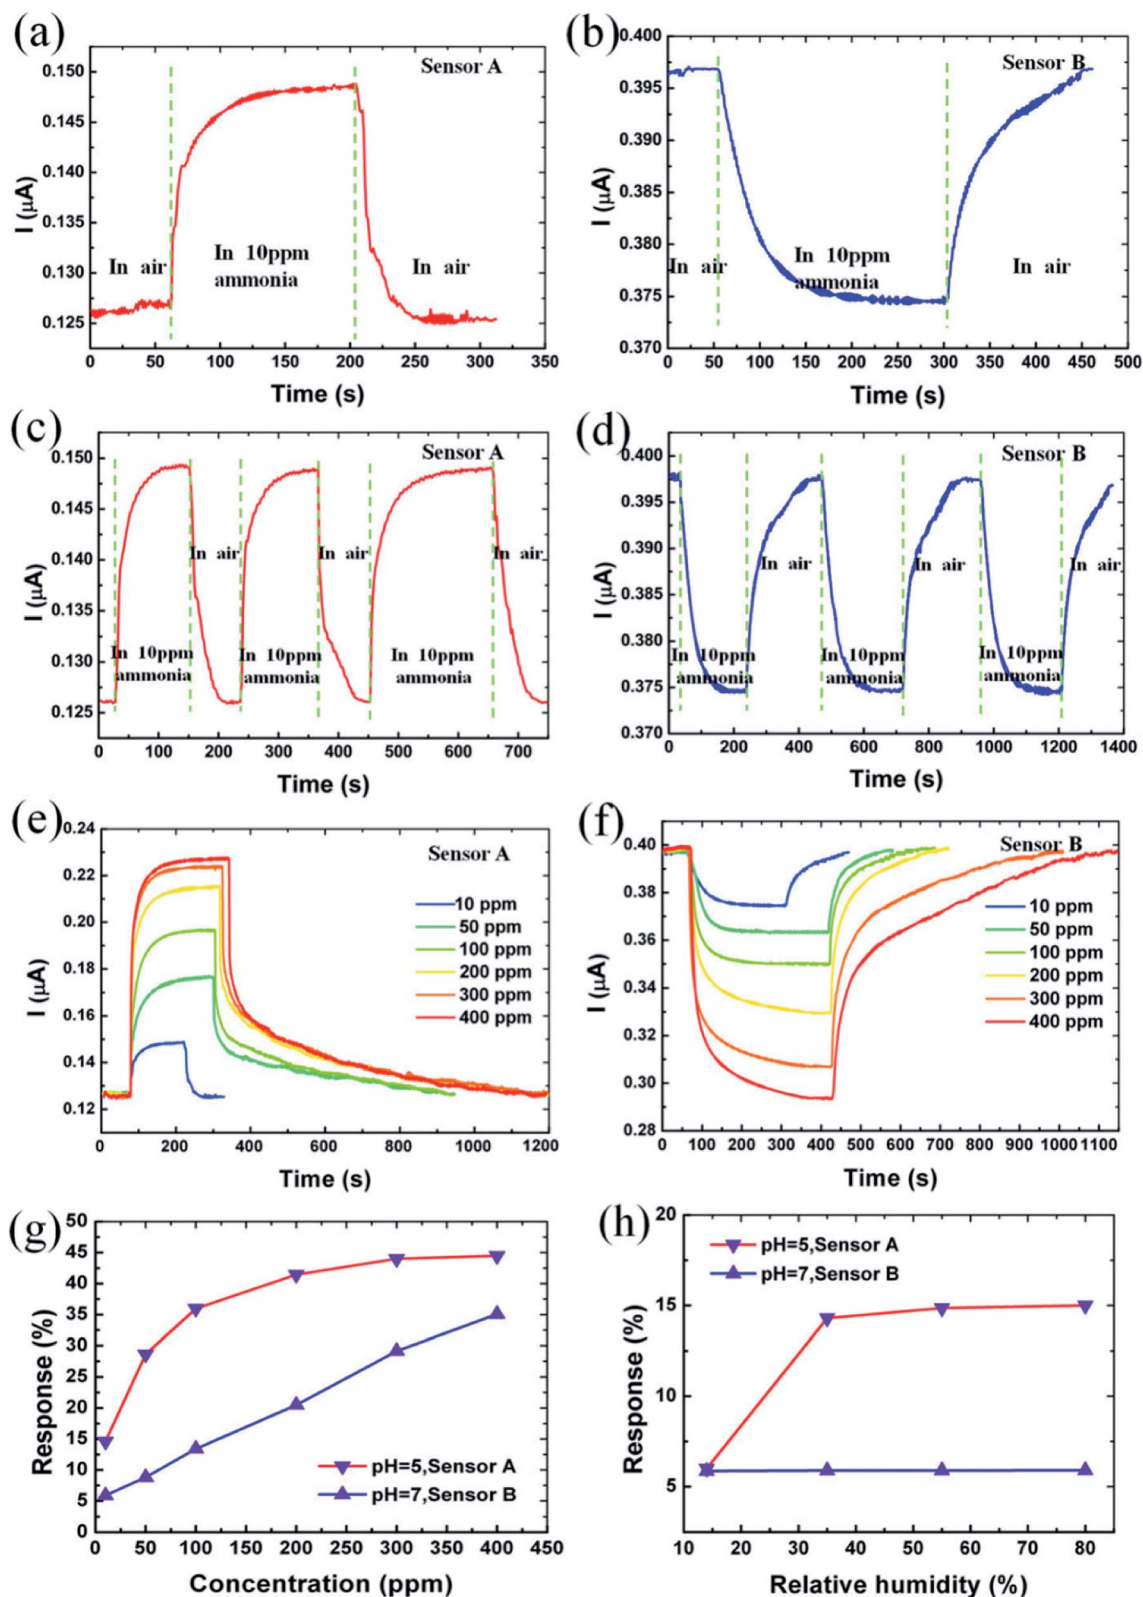 (a)
Sensor A
0.150
0.145
0.140
0.135
0.130
0.125
I (μA)
In air
In 10ppm
ammonia
In air
0 50 100 150 200 250 300 350
Time (s)
(b)
Sensor B
0.400
0.395
0.390
0.385
0.380
0.375
0.370
I (μA)
In air
In 10ppm
ammonia
In air
0 50 100 150 200 250 300 350 400 450 500
Time (s)
(c)
Sensor A
0.150
0.145
0.140
0.135
0.130
0.125
I (μA)
In air
In air
In air
In 10ppm
ammonia
In 10ppm
ammonia
In 10ppm
ammonia
0 50 100 150 200 250 300 350 400 450 500 550 600 650 700
Time (s)
(d)
Sensor B
0.400
0.395
0.390
0.385
0.380
0.375
0.370
I (μA)
In air
In air
In air
In 10ppm
ammonia
In 10ppm
ammonia
In 10ppm
ammonia
0 200 400 600 800 1000 1200 1400
Time (s)
(e)
Sensor A
0.24
0.22
0.20
0.18
0.16
0.14
0.12
I (μA)
10 ppm
50 ppm
100 ppm
200 ppm
300 ppm
400 ppm
0 200 400 600 800 1000 1200
Time (s)
(f)
Sensor B
0.40
0.38
0.36
0.34
0.32
0.30
0.28
I (μA)
10 ppm
50 ppm
100 ppm
200 ppm
300 ppm
400 ppm
0 100 200 300 400 500 600 700 800 900 1000 1100
Time (s)
(g)
50
45
40
35
30
25
20
15
10
5
0
Response (%)
pH=5,Sensor A
pH=7,Sensor B
0 50 100 150 200 250 300 350 400 450
Concentration (ppm)
(h)
20
15
10
5
Response (%)
pH=5,Sensor A
pH=7,Sensor B
10 20 30 40 50 60 70 80
Relative humidity (%)